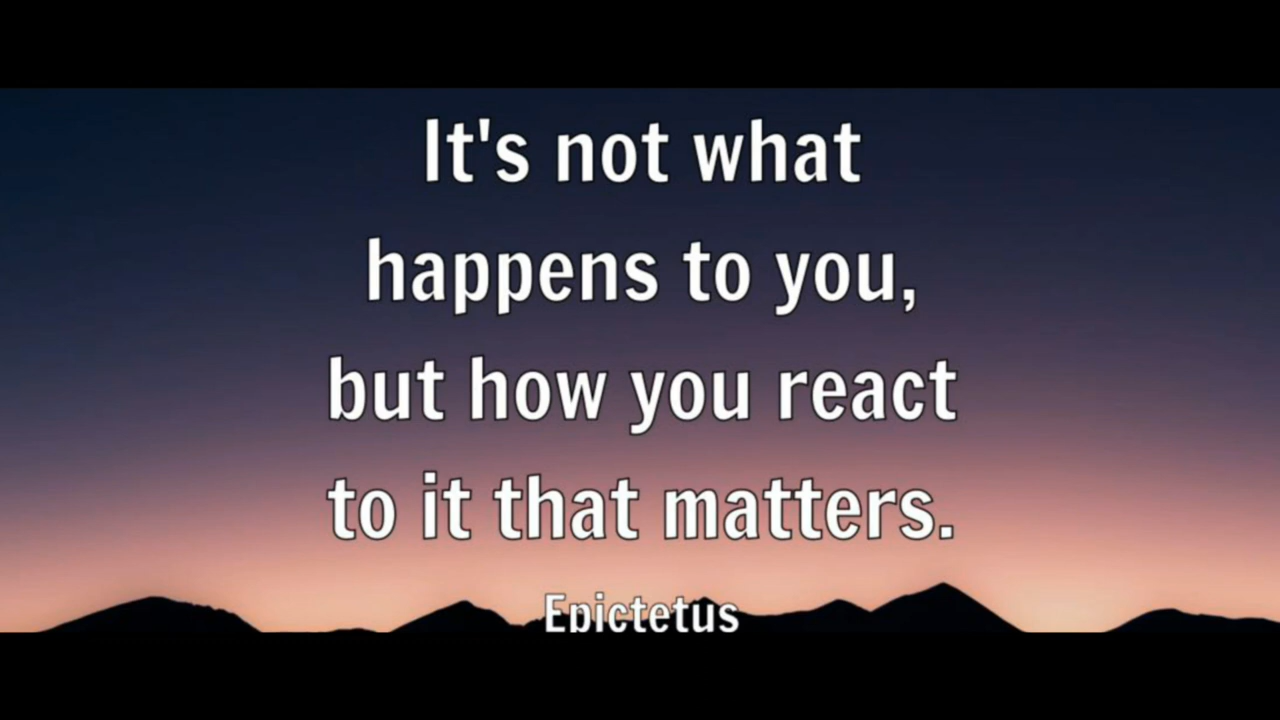 It's not what
happens to you,
but how you react
to it that matters.
Epictetus